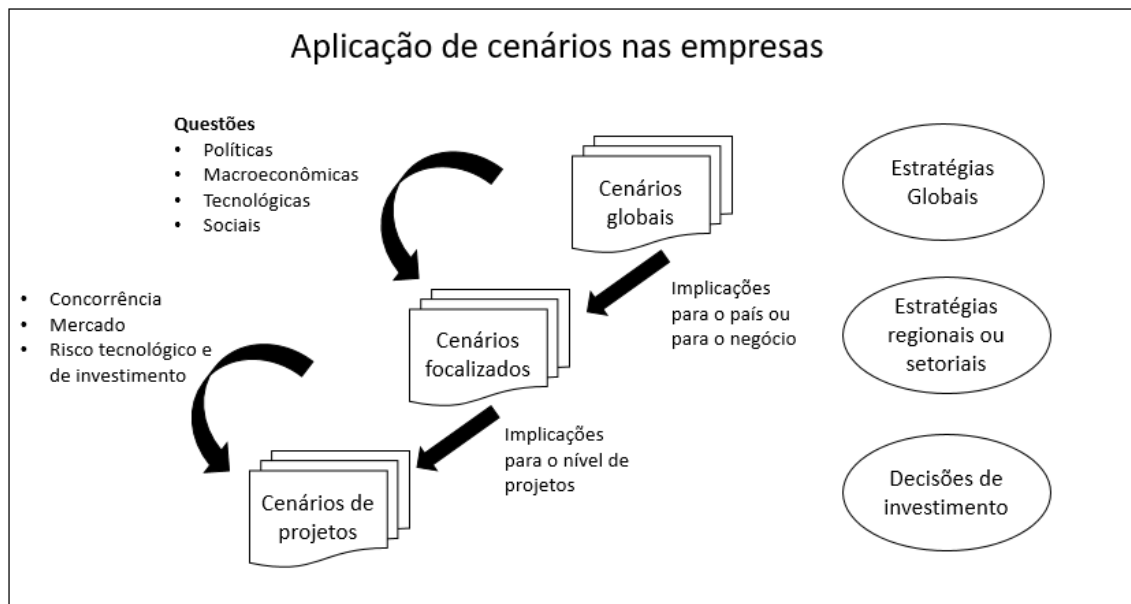 Aplicação de cenários nas empresas
Questões
• Políticas
• Macroeconômicas
• Tecnológicas
• Sociais
Cenários
globais
Estratégias
Globais
• Concorrência
• Mercado
• Risco tecnológico e
de investimento
Cenários
focalizados
Implicações
para o país ou
para o negócio
Estratégias
regionais ou
setoriais
Cenários de
projetos
Implicações
para o nível de
projetos
Decisões de
investimento